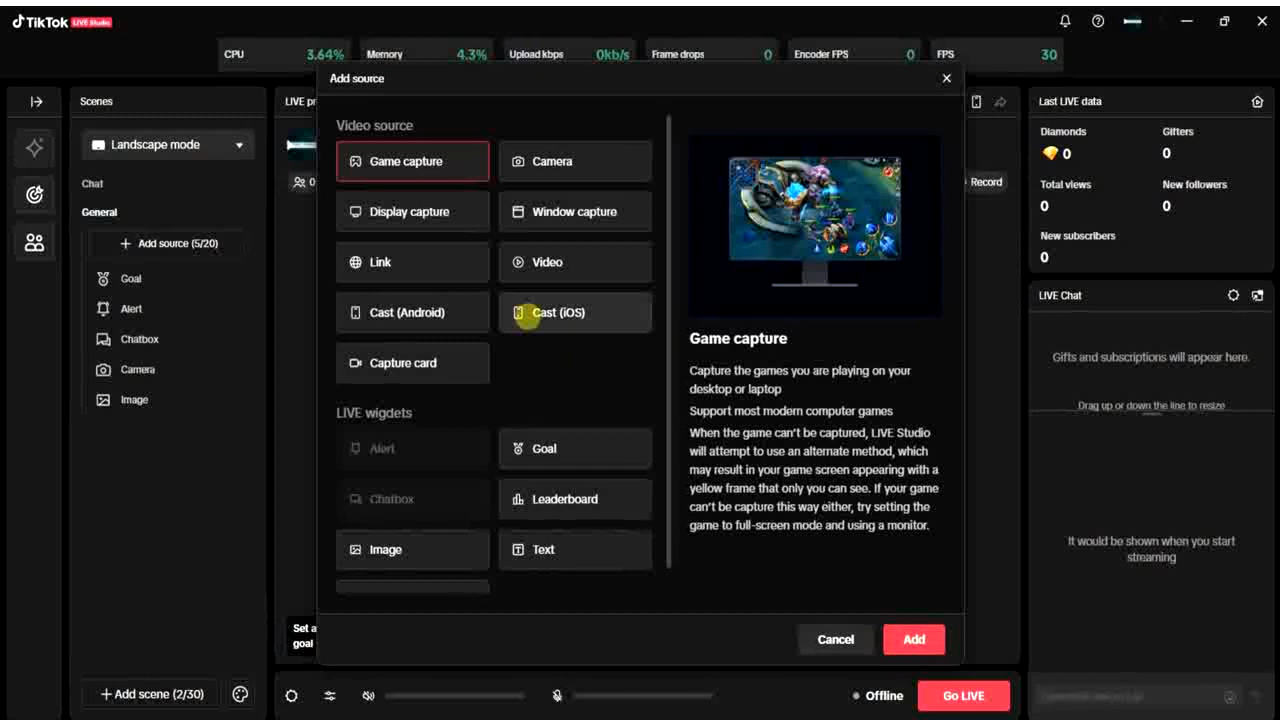 TikTok LIVE Studio
CPU 3.64%
Memory 4.3%
Upload kbps 0kb/s
Frame drops 0
Encoder FPS 0
FPS 30
Scenes
Landscape mode
Chat
General
Add source (5/20)
Goal
Alert
Chatbox
Camera
Image
+ Add scene (2/30)
LIVE pr
0
Record
Set a
goal
Add source
Video source
Game capture
Camera
Display capture
Window capture
Link
Video
Cast (Android)
Cast (iOS)
Capture card
LIVE wigdets
Alert
Goal
Chatbox
Leaderboard
Image
Text
Game capture
Capture the games you are playing on your
desktop or laptop
Support most modern computer games
When the game can't be captured, LIVE Studio
will attempt to use an alternate method, which
may result in your game screen appearing with a
yellow frame that only you can see. If your game
can't be capture this way either, try setting the
game to full-screen mode and using a monitor.
Cancel
Add
Offline
Go LIVE
Last LIVE data
Diamonds
Gifters
0
0
Total views
New followers
0
0
New subscribers
0
LIVE Chat
Gifts and subscriptions will appear here.
Drag up or down the line to resize
It would be shown when you start
streaming